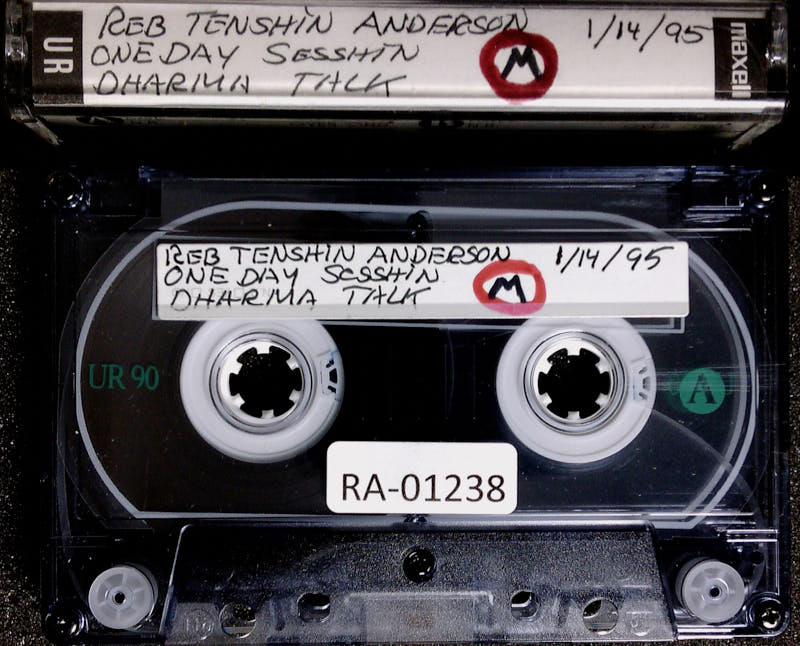 UR
REB TENSHIN ANDERSON 1/14/95
ONE DAY SESSHIN M
DHARMA TALK
maxell
REB TENSHIN ANDERSON 1/14/95
ONE DAY SESSHIN M
DHARMA TALK
UR 90
A
RA-01238